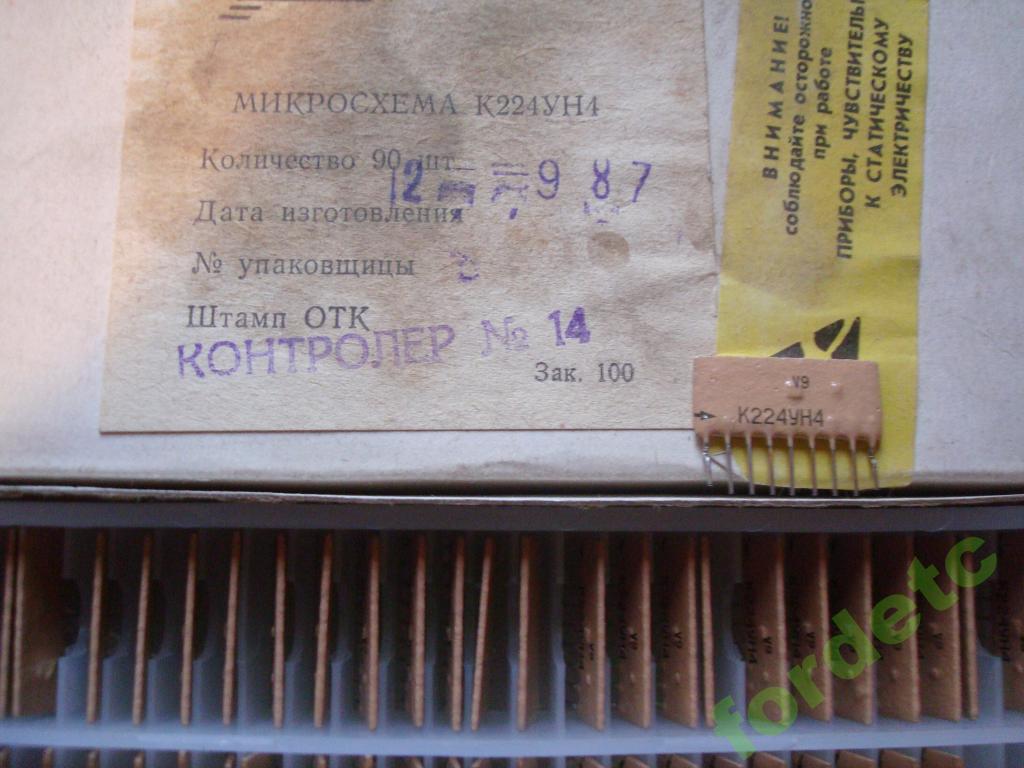 МИКРОСХЕМА К224УН4
Количество 90 шт
12 9 87
Дата изготовления
№ упаковщицы
Штамп ОТК
КОНТРОЛЕР № 14
Зак. 100
ВНИМАНИЕ!
соблюдайте осторожно
при работе
ПРИБОРЫ, ЧУВСТВИТЕЛЬ
К СТАТИЧЕСКОМУ
ЭЛЕКТРИЧЕСТВУ
V9
К224УН4
fordetc